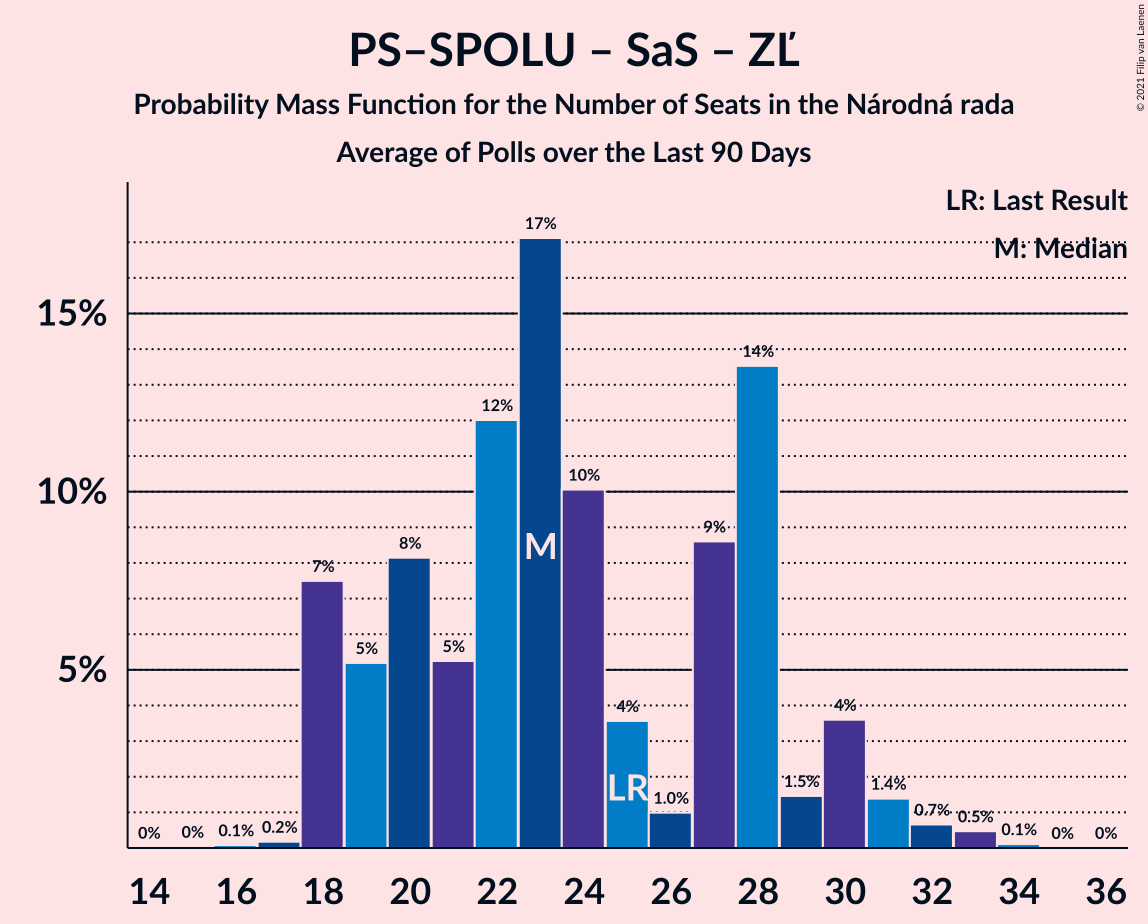 PS–SPOLU – SaS – ZĽ
Probability Mass Function for the Number of Seats in the Národná rada
Average of Polls over the Last 90 Days
© 2021 Filip van Laenen
LR: Last Result
M: Median
15%
10%
5%
0%
0%
0.1%
0.2%
7%
5%
8%
5%
12%
17%
10%
4%
1.0%
9%
14%
1.5%
4%
1.4%
0.7%
0.5%
0.1%
0%
0%
M
LR
14 16 18 20 22 24 26 28 30 32 34 36